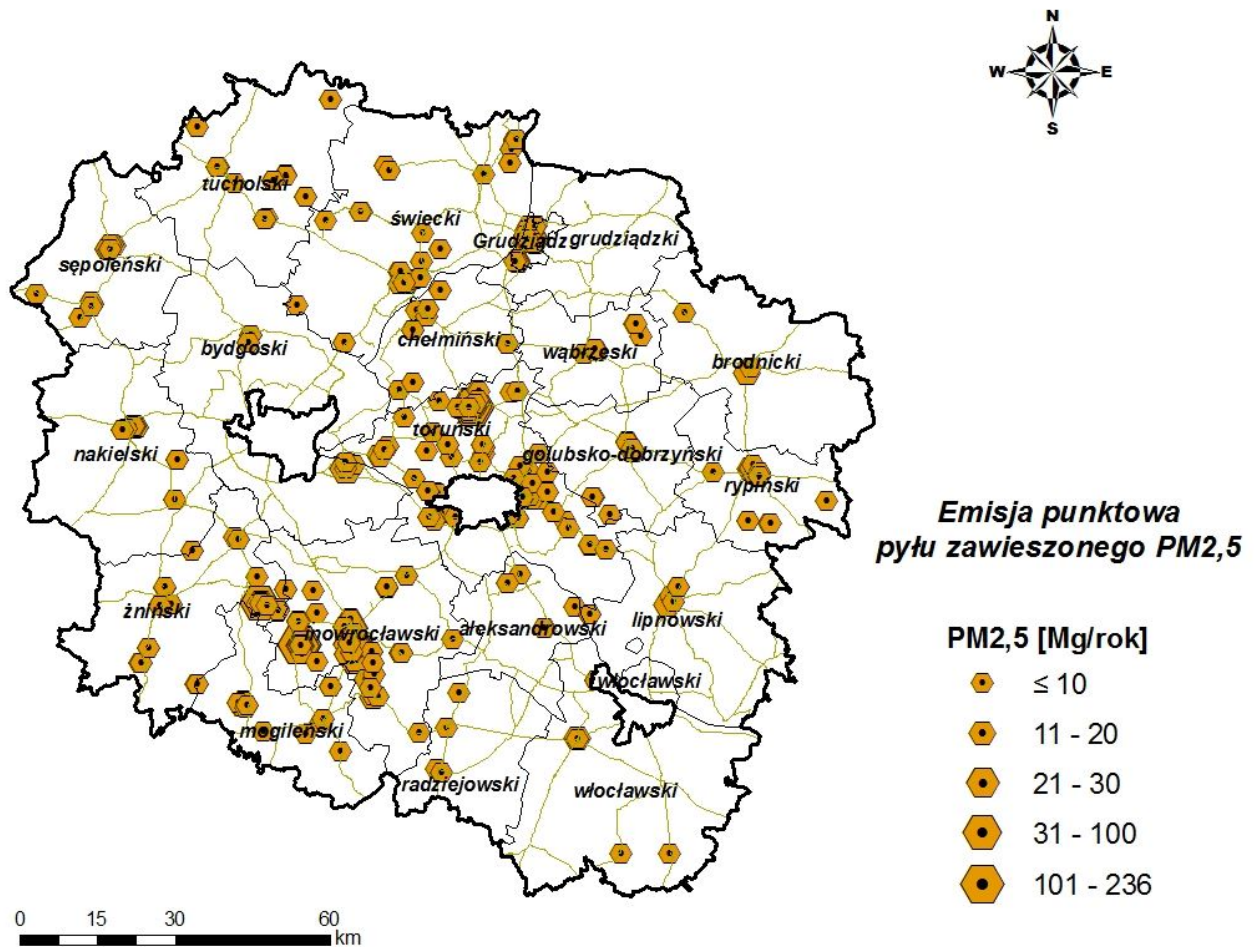 N
W E
S
tucholski
świecki
Grudziądz
grudziądzki
sępoleński
bydgoski
chełmiński
wąbrzeski
brodnicki
toruński
nakielski
golubsko-dobrzyński
rypiński
żniński
inowrocławski
aleksandrowski
lipnowski
włocławski
mogileński
radziejowski
włocławski
Emisja punktowa
pyłu zawieszonego PM2,5
PM2,5 [Mg/rok]
≤ 10
11 - 20
21 - 30
31 - 100
101 - 236
0 15 30 60
km